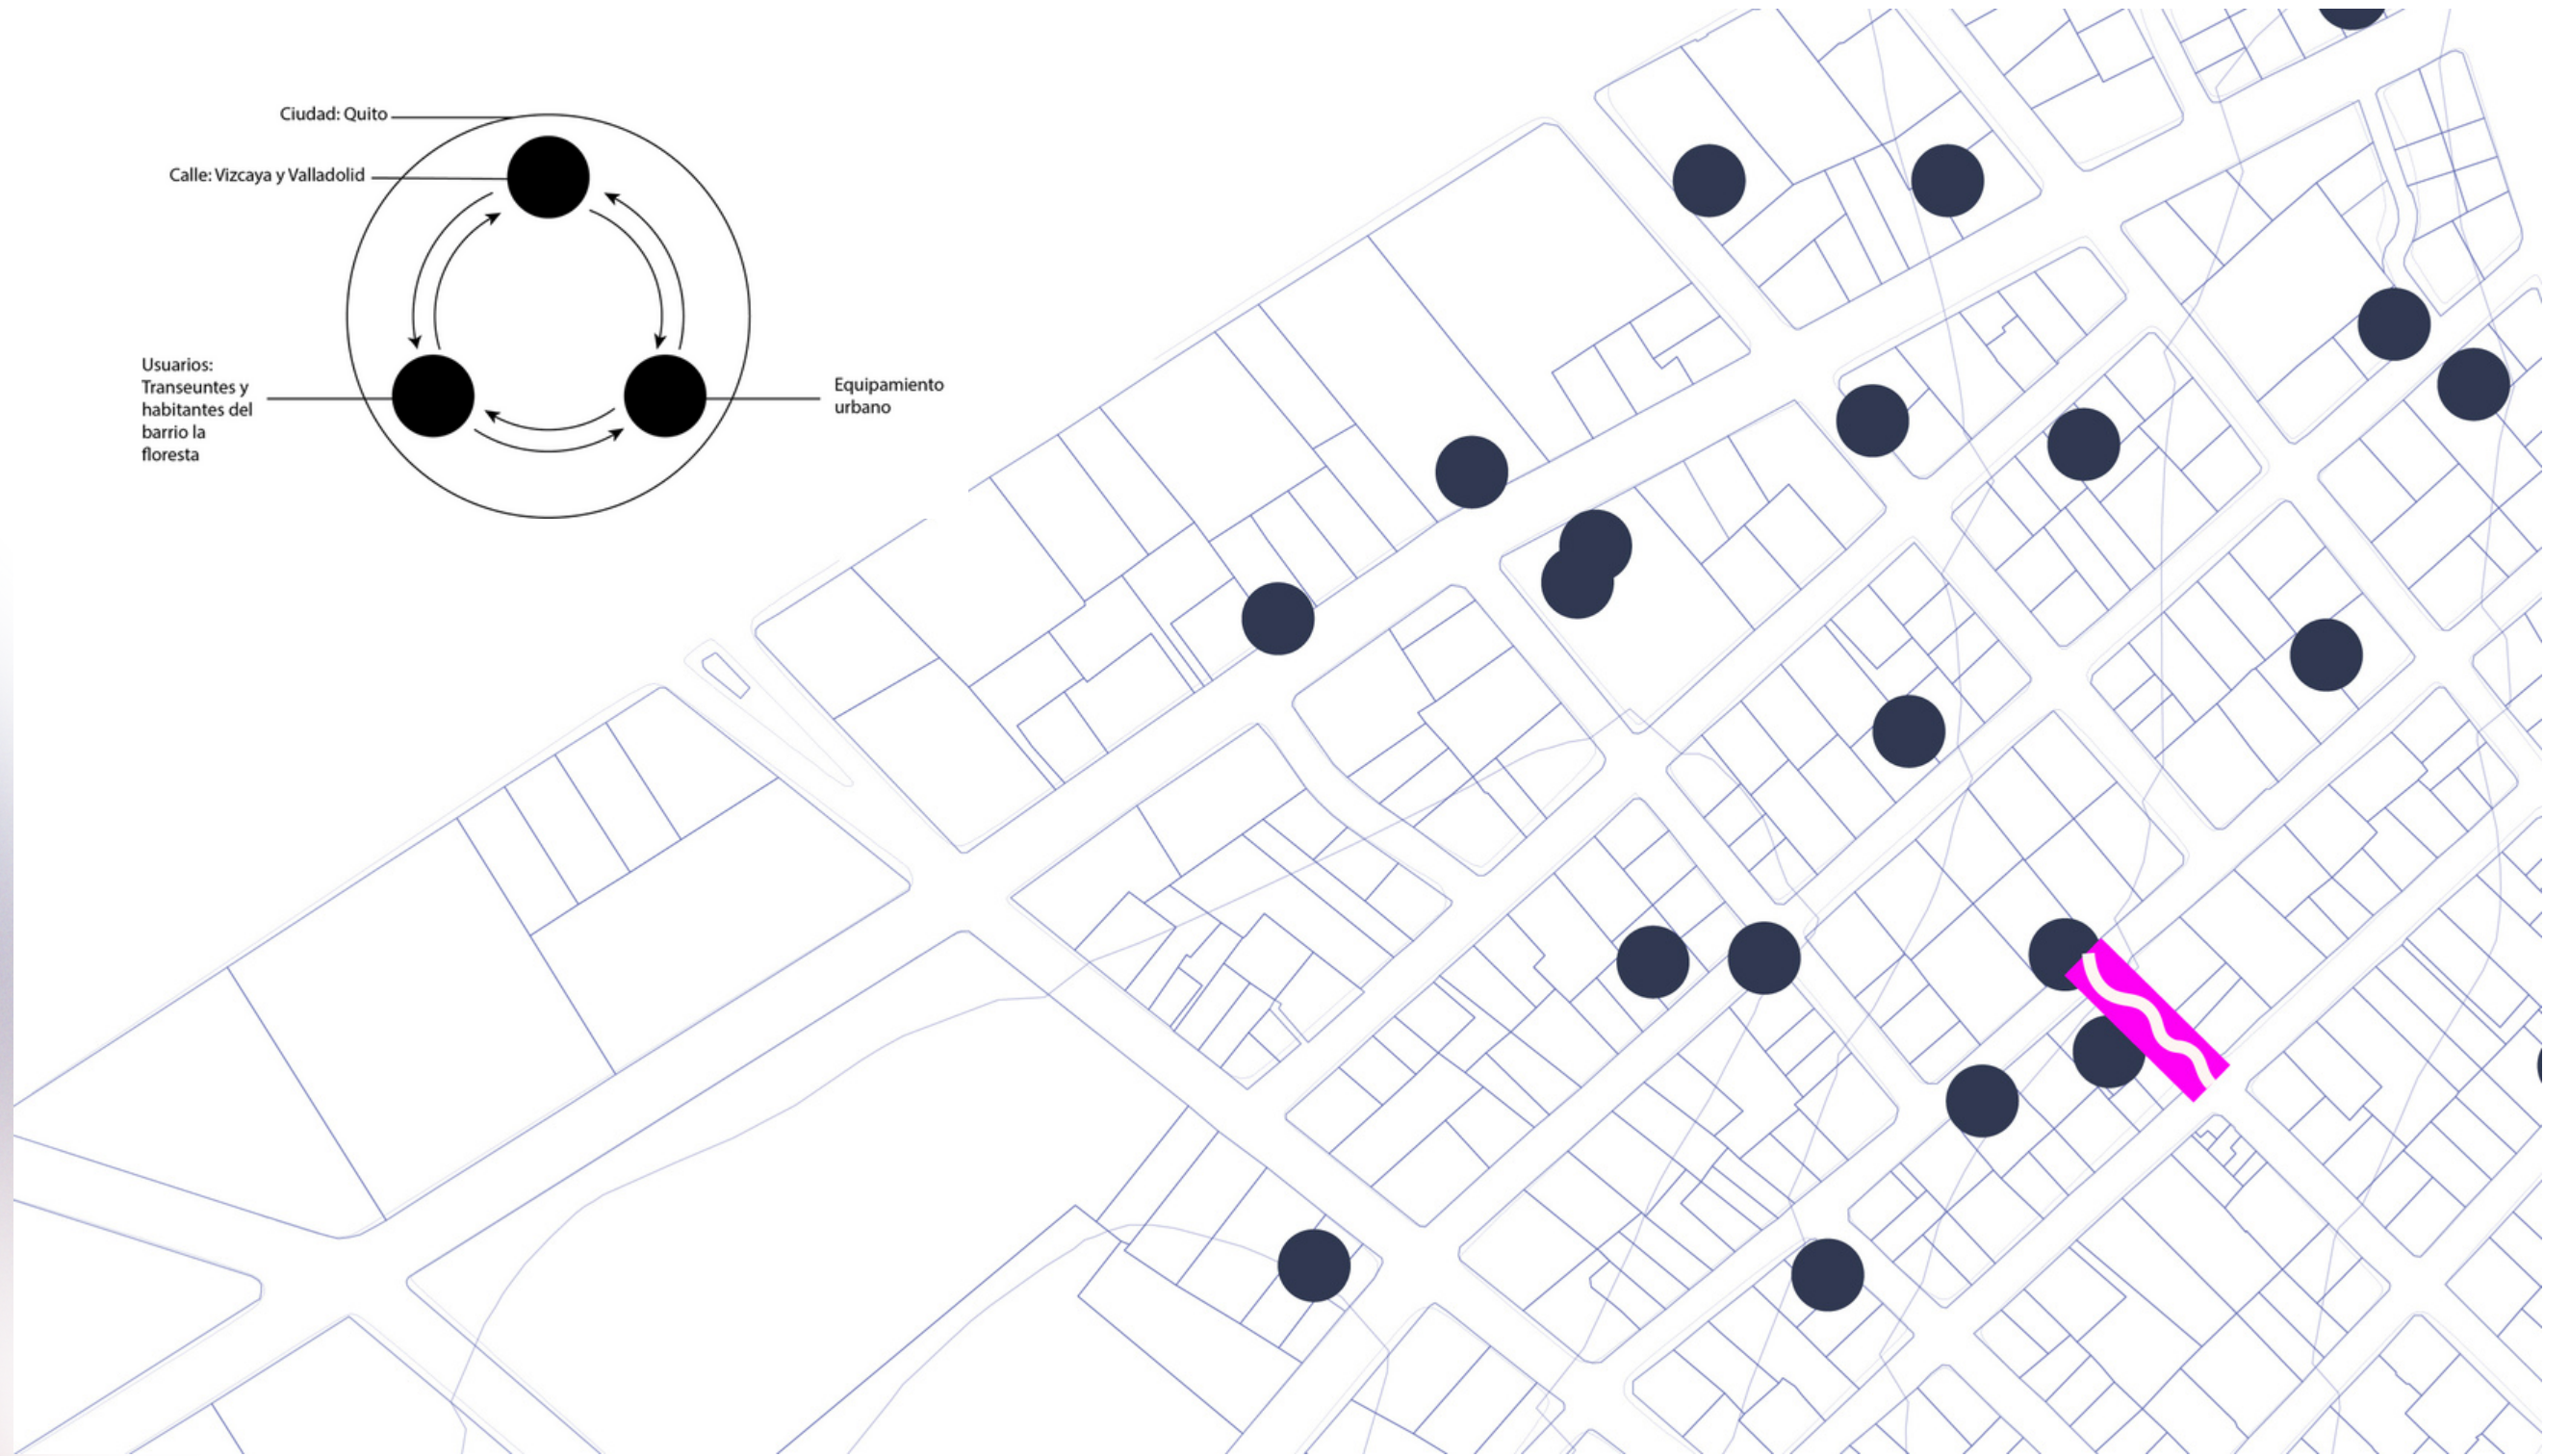 Ciudad: Quito
Calle: Vizcaya y Valladolid
Usuarios:
Transeuntes y
habitantes del
barrio la
floresta
Equipamiento
urbano